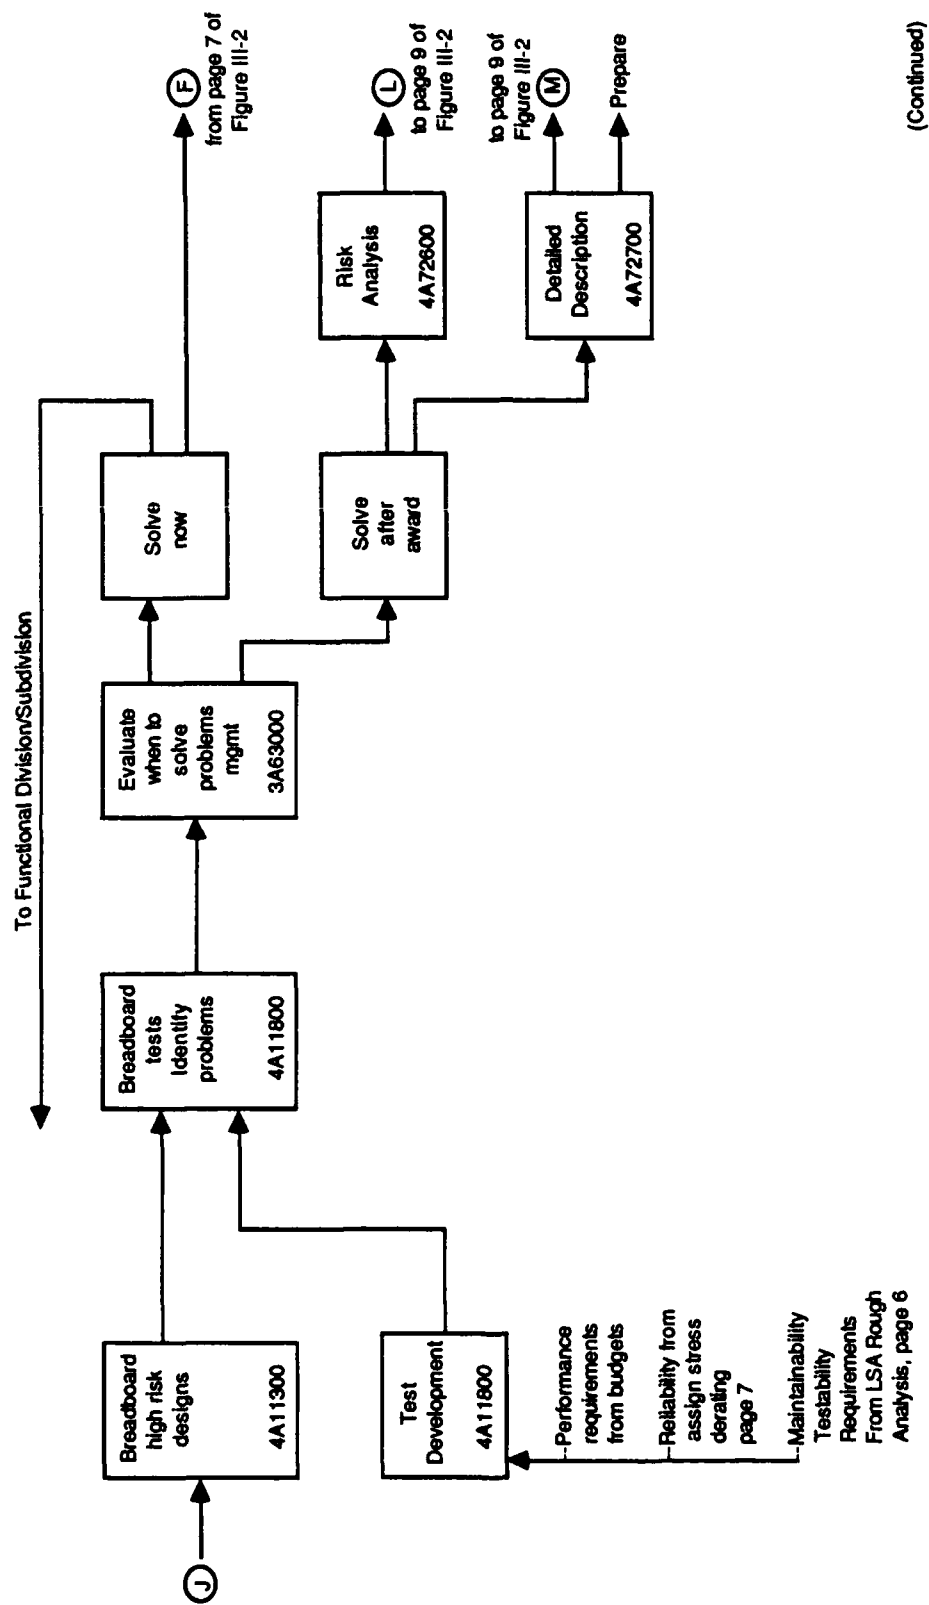 To Functional Division/Subdivision
J
Breadboard
high risk
designs
4A11300
Test
Development
4A11800
--Performance
requirements
from budgets
--Reliability from
assign stress
derating
page 7
--Maintainability
Testability
Requirements
From LSA Rough
Analysis, page 6
Breadboard
tests
Identify
problems
4A11800
Evaluate
when to
solve
problems
mgmt
3A63000
Solve
now
Solve
after
award
Risk
Analysis
4A72600
Detailed
Description
4A72700
F
from page 7 of
Figure III-2
L
to page 9 of
Figure III-2
to page 9 of
Figure III-2
M
Prepare
(Continued)